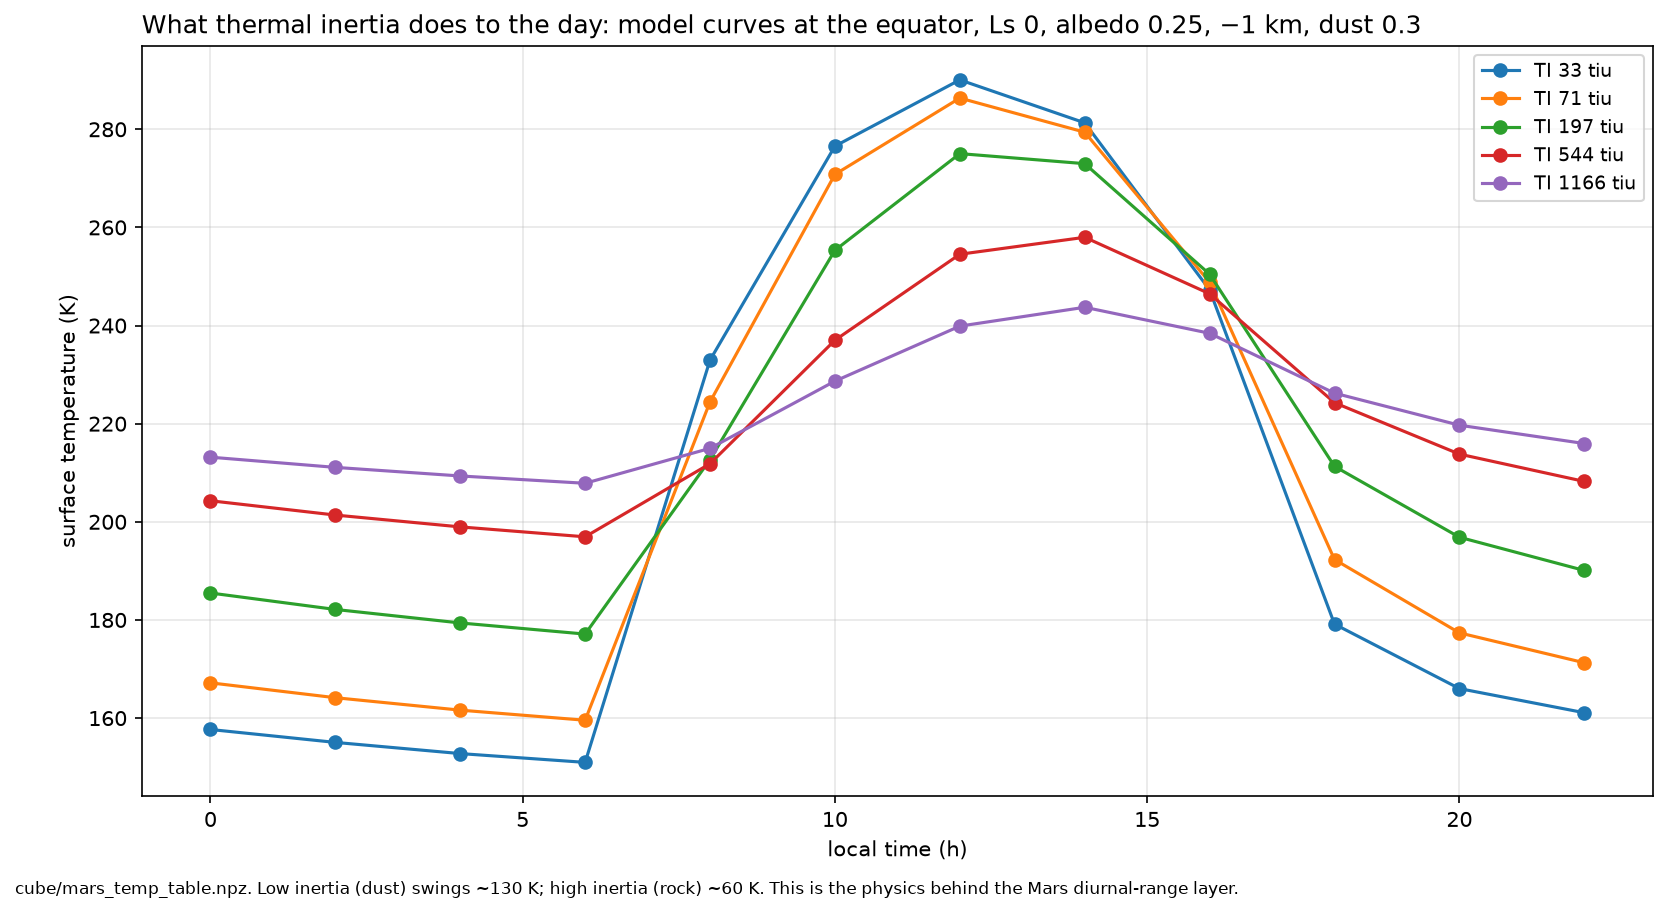 What thermal inertia does to the day: model curves at the equator, Ls 0, albedo 0.25, −1 km, dust 0.3
TI 33 tiu
TI 71 tiu
TI 197 tiu
TI 544 tiu
TI 1166 tiu
surface temperature (K)
280
260
240
220
200
180
160
0
5
10
15
20
local time (h)
cube/mars_temp_table.npz. Low inertia (dust) swings ~130 K; high inertia (rock) ~60 K. This is the physics behind the Mars diurnal-range layer.